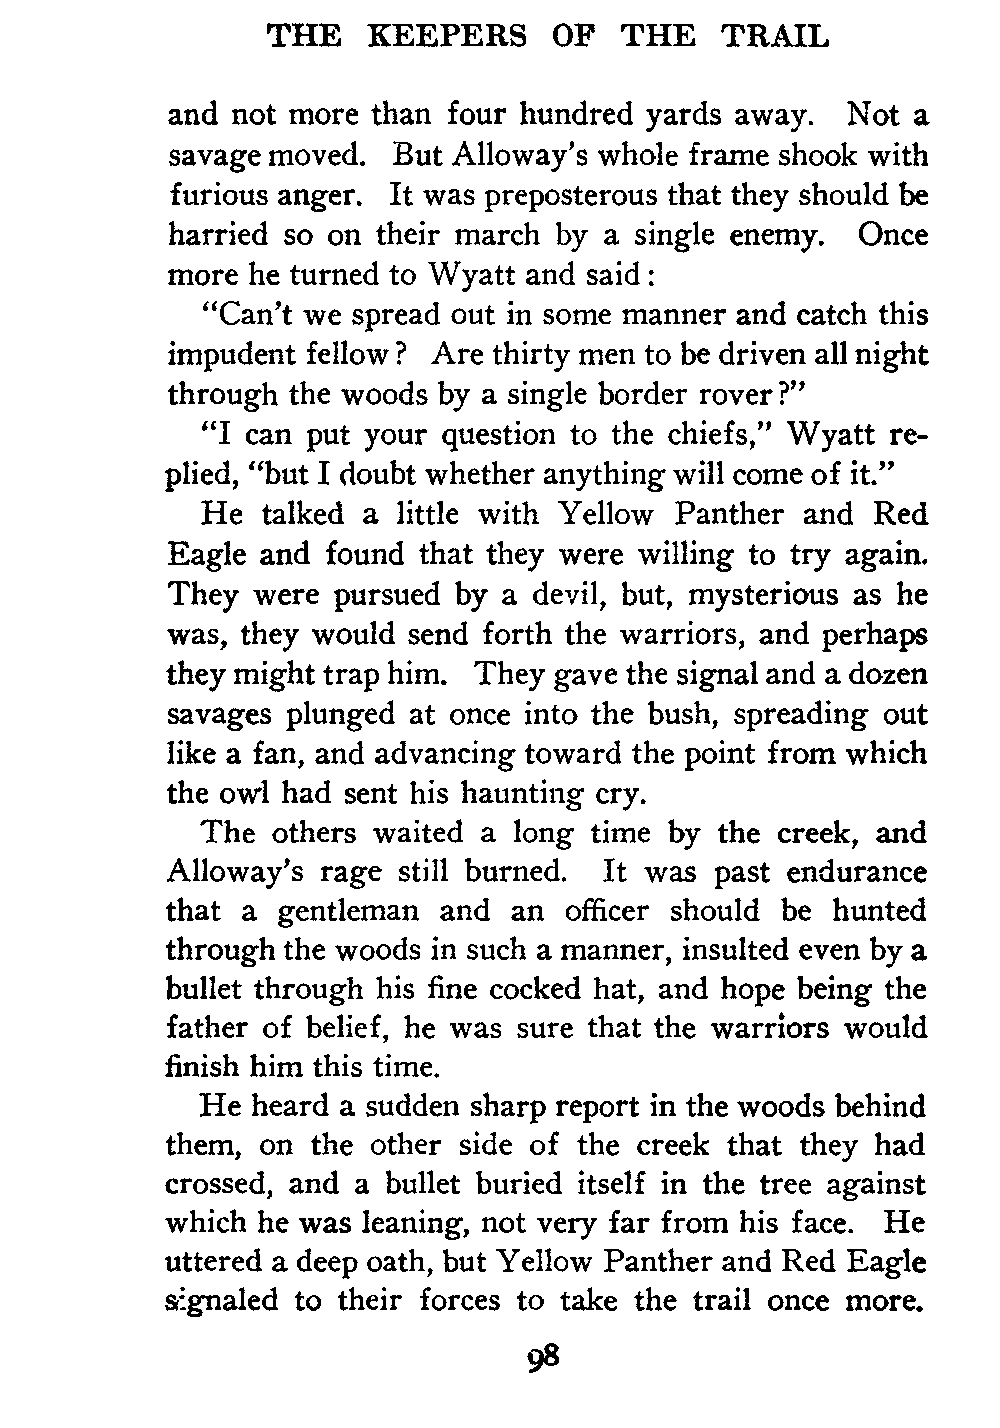 THE KEEPERS OF THE TRAIL
and not more than four hundred yards away. Not a
savage moved. But Alloway's whole frame shook with
furious anger. It was preposterous that they should be
harried so on their march by a single enemy. Once
more he turned to Wyatt and said:
"Can't we spread out in some manner and catch this
impudent fellow? Are thirty men to be driven all night
through the woods by a single border rover?"
"I can put your question to the chiefs," Wyatt re-
plied, "but I doubt whether anything will come of it."
He talked a little with Yellow Panther and Red
Eagle and found that they were willing to try again.
They were pursued by a devil, but, mysterious as he
was, they would send forth the warriors, and perhaps
they might trap him. They gave the signal and a dozen
savages plunged at once into the bush, spreading out
like a fan, and advancing toward the point from which
the owl had sent his haunting cry.
The others waited a long time by the creek, and
Alloway's rage still burned. It was past endurance
that a gentleman and an officer should be hunted
through the woods in such a manner, insulted even by a
bullet through his fine cocked hat, and hope being the
father of belief, he was sure that the warriors would
finish him this time.
He heard a sudden sharp report in the woods behind
them, on the other side of the creek that they had
crossed, and a bullet buried itself in the tree against
which he was leaning, not very far from his face. He
uttered a deep oath, but Yellow Panther and Red Eagle
signaled to their forces to take the trail once more.
98